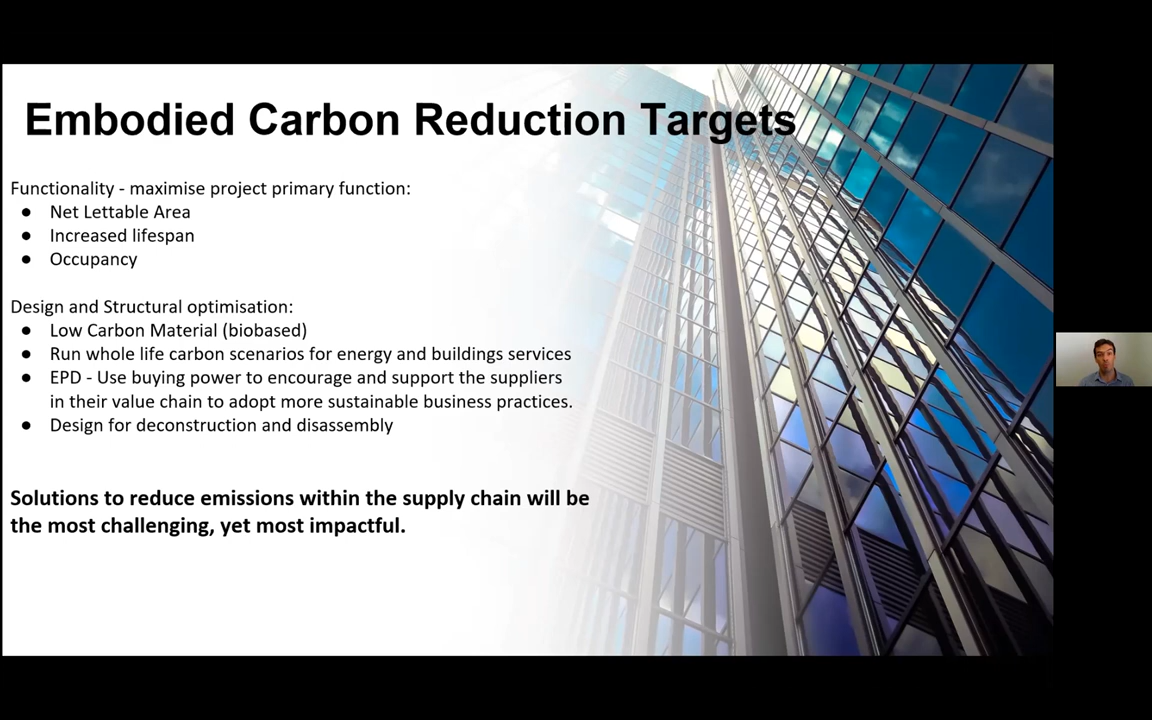 Embodied Carbon Reduction Targets
Functionality - maximise project primary function:
● Net Lettable Area
● Increased lifespan
● Occupancy
Design and Structural optimisation:
● Low Carbon Material (biobased)
● Run whole life carbon scenarios for energy and buildings services
● EPD - Use buying power to encourage and support the suppliers
in their value chain to adopt more sustainable business practices.
● Design for deconstruction and disassembly
Solutions to reduce emissions within the supply chain will be
the most challenging, yet most impactful.